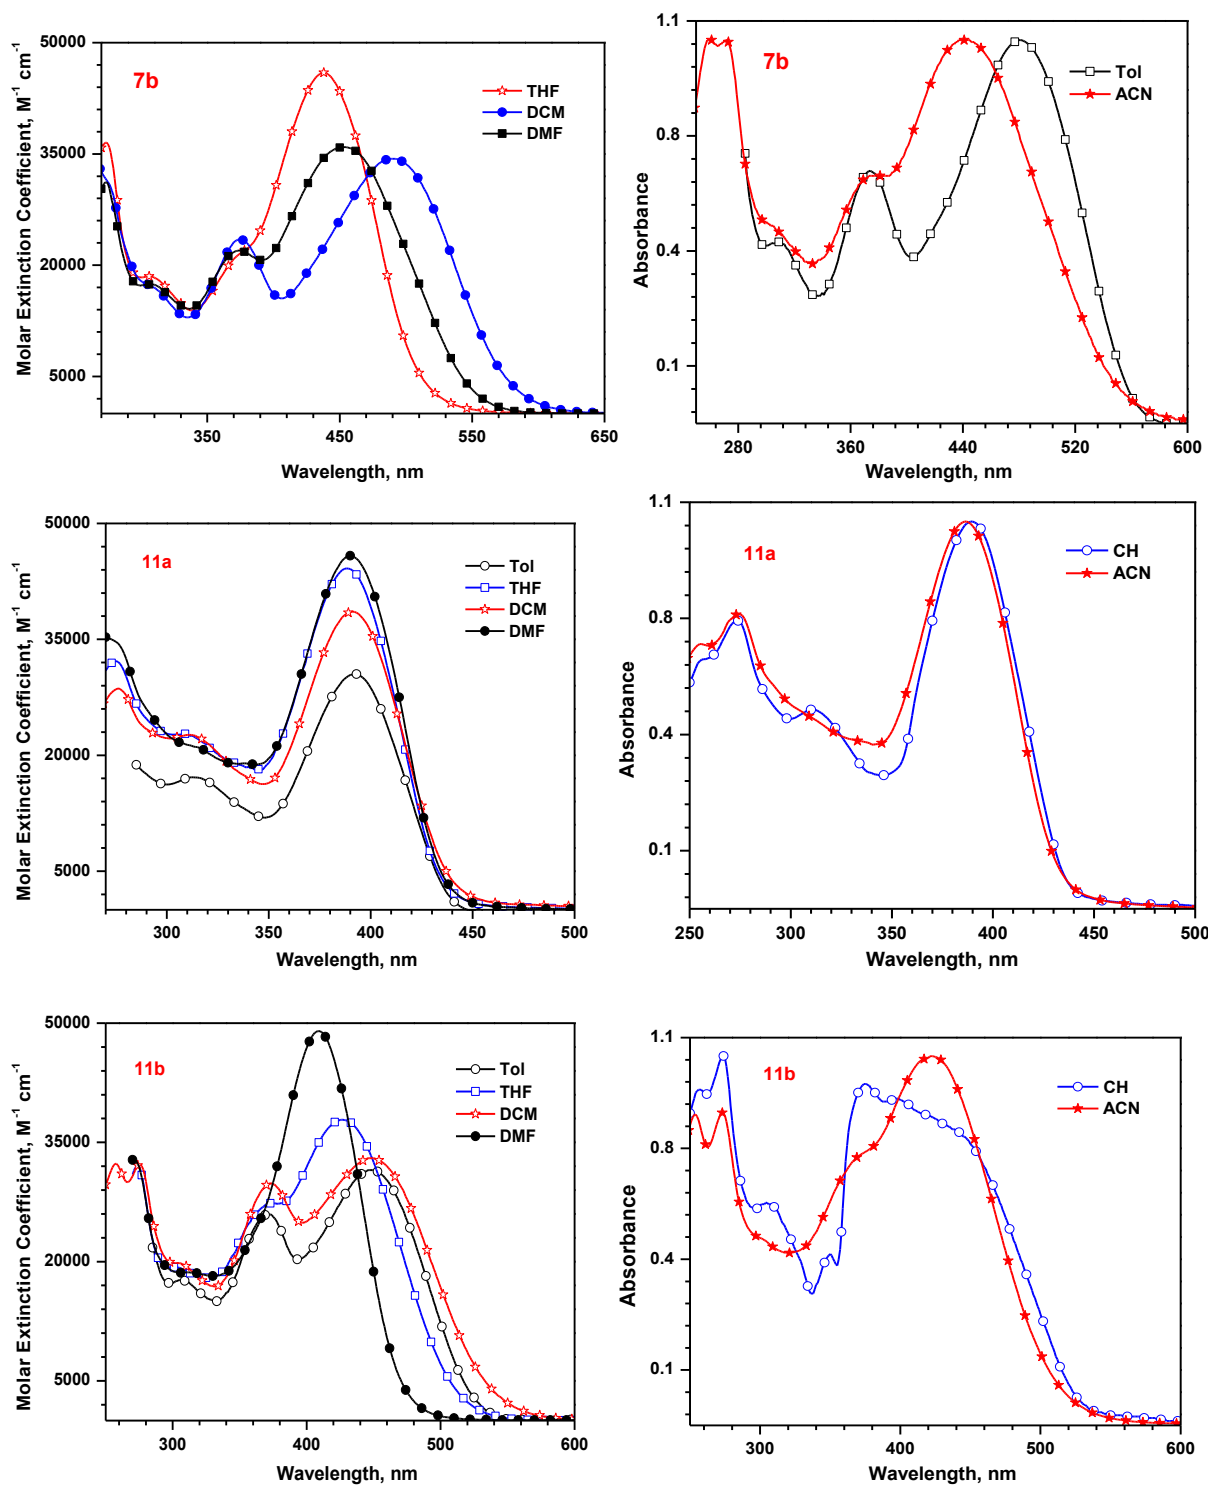 50000
35000
20000
5000
Molar Extinction Coefficient, M⁻¹ cm⁻¹
7b
THF
DCM
DMF
350 450 550 650
Wavelength, nm
1.1
0.8
0.4
0.1
Absorbance
7b
Tol
ACN
280 360 440 520 600
Wavelength, nm
50000
35000
20000
5000
Molar Extinction Coefficient, M⁻¹ cm⁻¹
11a
Tol
THF
DCM
DMF
300 350 400 450 500
Wavelength, nm
1.1
0.8
0.4
0.1
Absorbance
11a
CH
ACN
250 300 350 400 450 500
Wavelength, nm
50000
35000
20000
5000
Molar Extinction Coefficient, M⁻¹ cm⁻¹
11b
Tol
THF
DCM
DMF
300 400 500 600
Wavelength, nm
1.1
0.8
0.4
0.1
Absorbance
11b
CH
ACN
300 400 500 600
Wavelength, nm